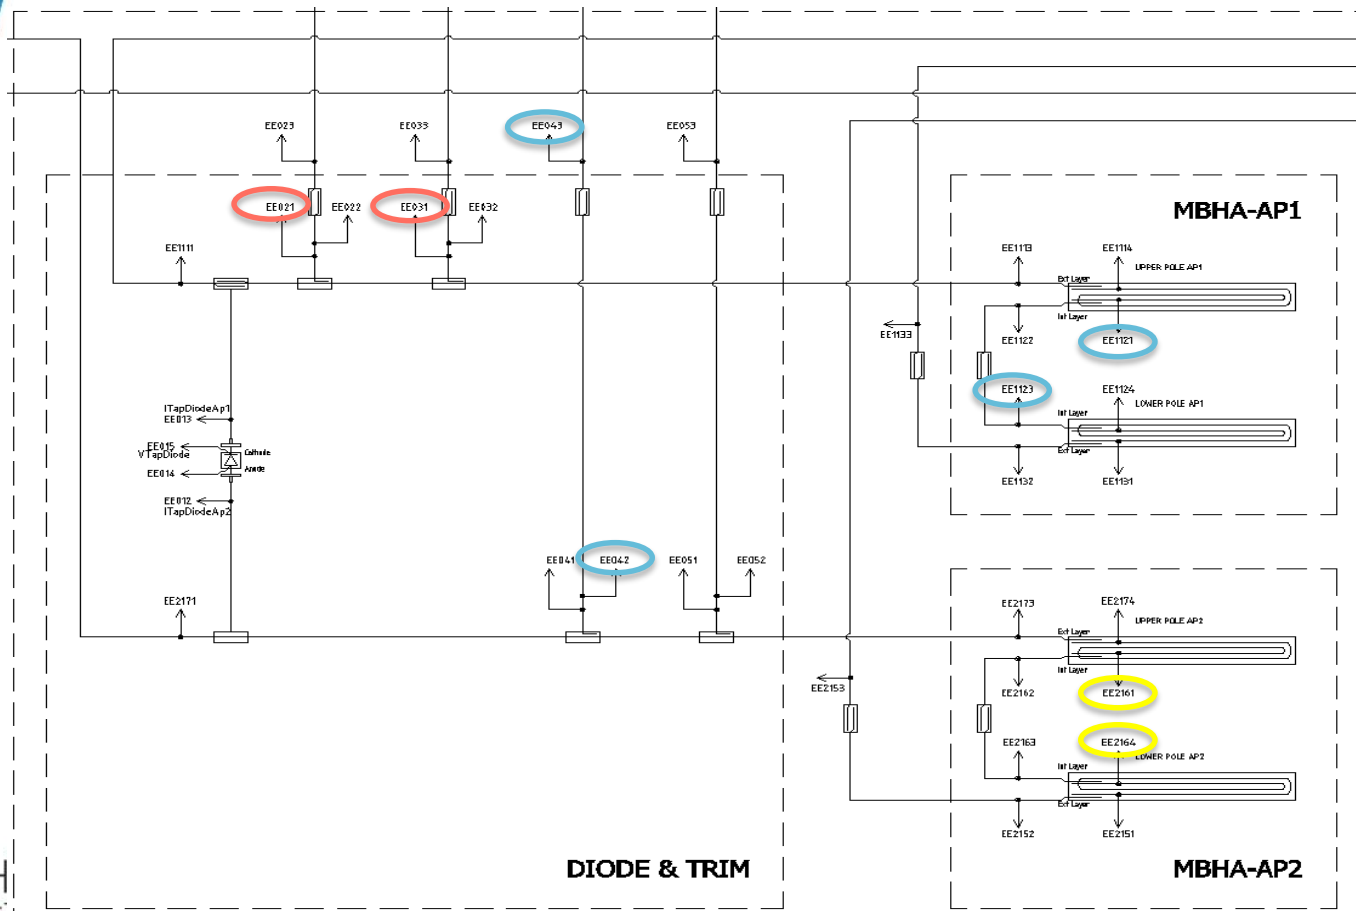 EE023
EE033
EE043
EE053
EE021
EE022
EE031
EE032
EE1111
ITapDiodeAp1
EE013
EE015
VTapDiode
Cathode
Anode
EE014
EE012
ITapDiodeAp2
EE041
EE042
EE051
EE052
EE2171
DIODE & TRIM
MBHA-AP1
EE1113
EE1114
UPPER POLE AP1
Ext Layer
Int Layer
EE1133
EE1122
EE1121
EE1123
EE1124
LOWER POLE AP1
Int Layer
Ext Layer
EE1132
EE1131
EE2173
EE2174
UPPER POLE AP2
Ext Layer
Int Layer
EE2153
EE2162
EE2161
EE2163
EE2164
LOWER POLE AP2
Int Layer
Ext Layer
EE2152
EE2151
MBHA-AP2